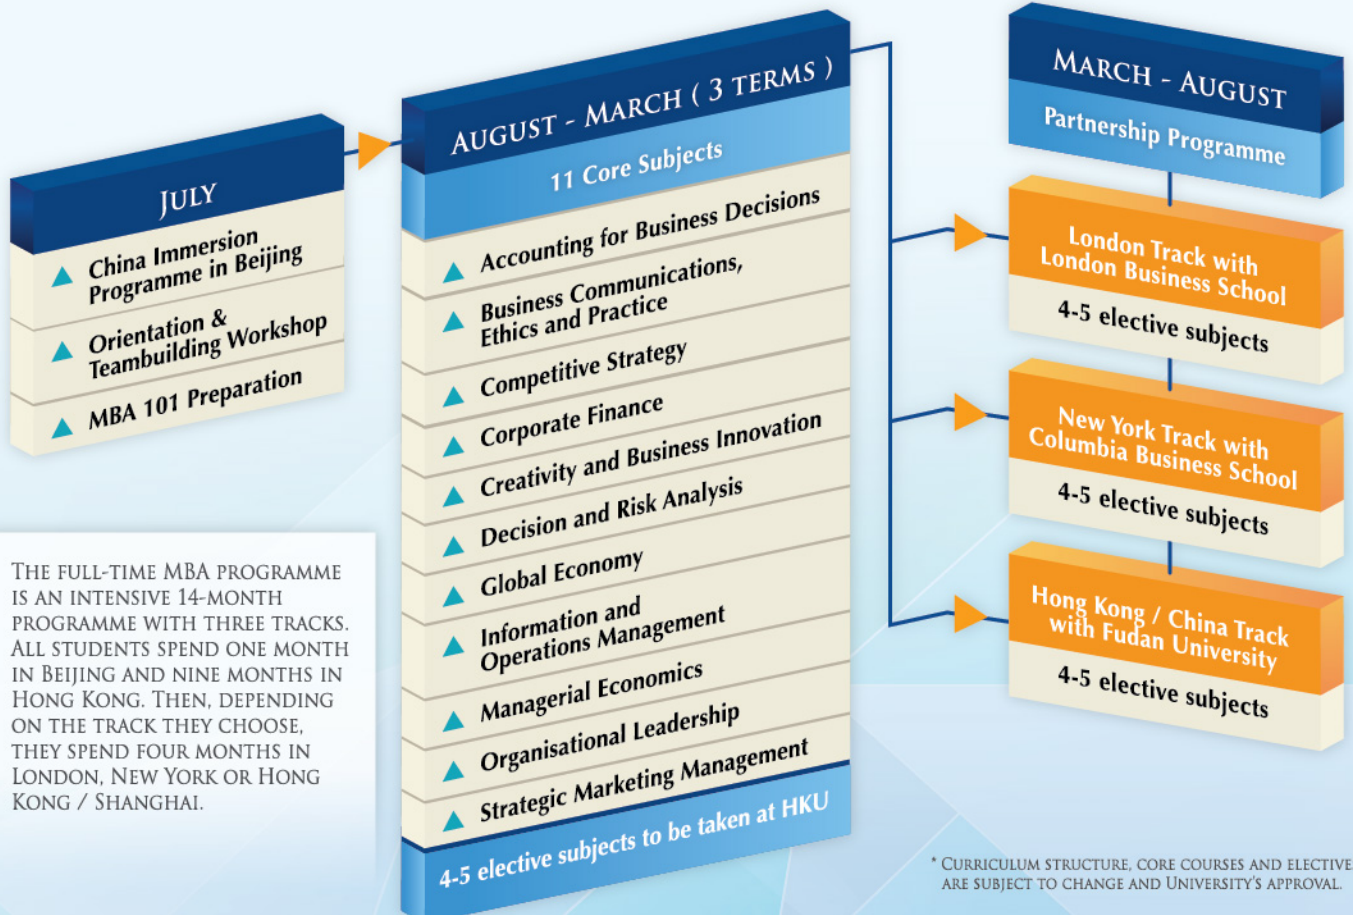 JULY
China Immersion
Programme in Beijing
Orientation &
Teambuilding Workshop
MBA 101 Preparation
THE FULL-TIME MBA PROGRAMME
IS AN INTENSIVE 14-MONTH
PROGRAMME WITH THREE TRACKS.
ALL STUDENTS SPEND ONE MONTH
IN BEIJING AND NINE MONTHS IN
HONG KONG. THEN, DEPENDING
ON THE TRACK THEY CHOOSE,
THEY SPEND FOUR MONTHS IN
LONDON, NEW YORK OR HONG
KONG / SHANGHAI.
AUGUST - MARCH ( 3 TERMS )
11 Core Subjects
Accounting for Business Decisions
Business Communications,
Ethics and Practice
Competitive Strategy
Corporate Finance
Creativity and Business Innovation
Decision and Risk Analysis
Global Economy
Information and
Operations Management
Managerial Economics
Organisational Leadership
Strategic Marketing Management
4-5 elective subjects to be taken at HKU
MARCH - AUGUST
Partnership Programme
London Track with
London Business School
4-5 elective subjects
New York Track with
Columbia Business School
4-5 elective subjects
Hong Kong / China Track
with Fudan University
4-5 elective subjects
* CURRICULUM STRUCTURE, CORE COURSES AND ELECTIVE
ARE SUBJECT TO CHANGE AND UNIVERSITY'S APPROVAL.